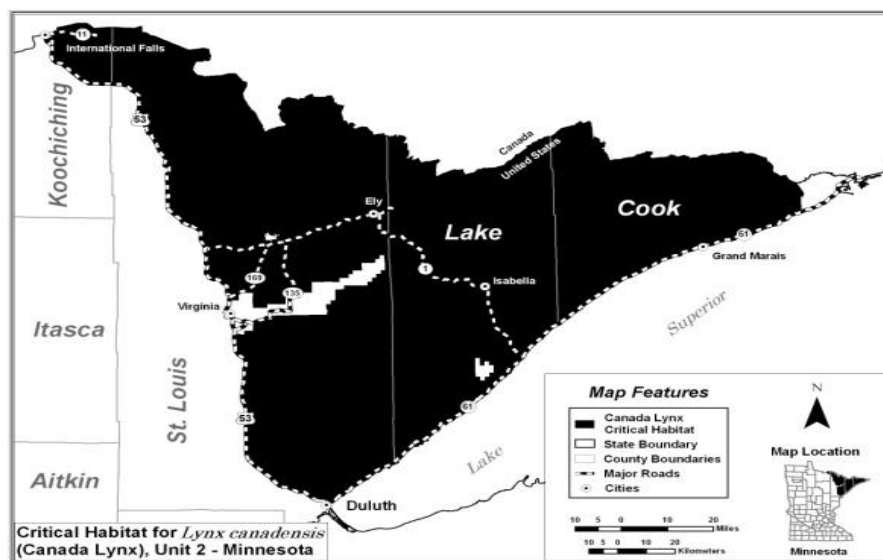 11
International Falls
Koochiching
53
Canada
United States
Ely
Lake
Cook
61
Grand Marais
1
Isabella
169
135
Virginia
Itasca
St. Louis
Superior
53
61
Lake
Aitkin
Duluth
Map Features
Canada Lynx
Critical Habitat
State Boundary
County Boundaries
Major Roads
Cities
10 5 0 10 20
Miles
10 5 0 10 20
Kilometers
N
Map Location
Minnesota
Critical Habitat for Lynx canadensis
(Canada Lynx), Unit 2 - Minnesota